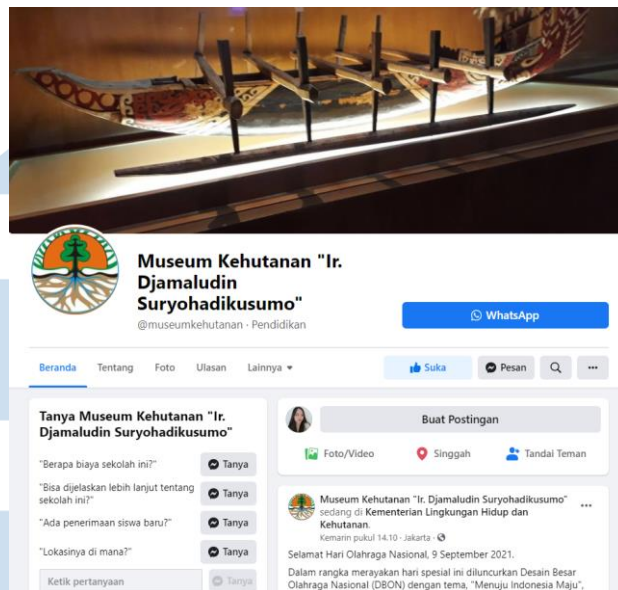 Museum Kehutanan "Ir.
Djamaludin
Suryohadikusumo"
@museumkehutanan · Pendidikan
WhatsApp
Beranda Tentang Foto Ulasan Lainnya
Suka Pesan
Tanya Museum Kehutanan "Ir.
Djamaludin Suryohadikusumo"
"Berapa biaya sekolah ini?" Tanya
"Bisa dijelaskan lebih lanjut tentang
sekolah ini?" Tanya
"Ada penerimaan siswa baru?" Tanya
"Lokasinya di mana?" Tanya
Ketik pertanyaan Tanya
Buat Postingan
Foto/Video Singgah Tandai Teman
Museum Kehutanan "Ir. Djamaludin Suryohadikusumo"
sedang di Kementerian Lingkungan Hidup dan
Kehutanan.
Kemarin pukul 14.10 · Jakarta ·
Selamat Hari Olahraga Nasional, 9 September 2021.
Dalam rangka merayakan hari spesial ini diluncurkan Desain Besar
Olahraga Nasional (DBON) dengan tema, "Menuju Indonesia Maju",